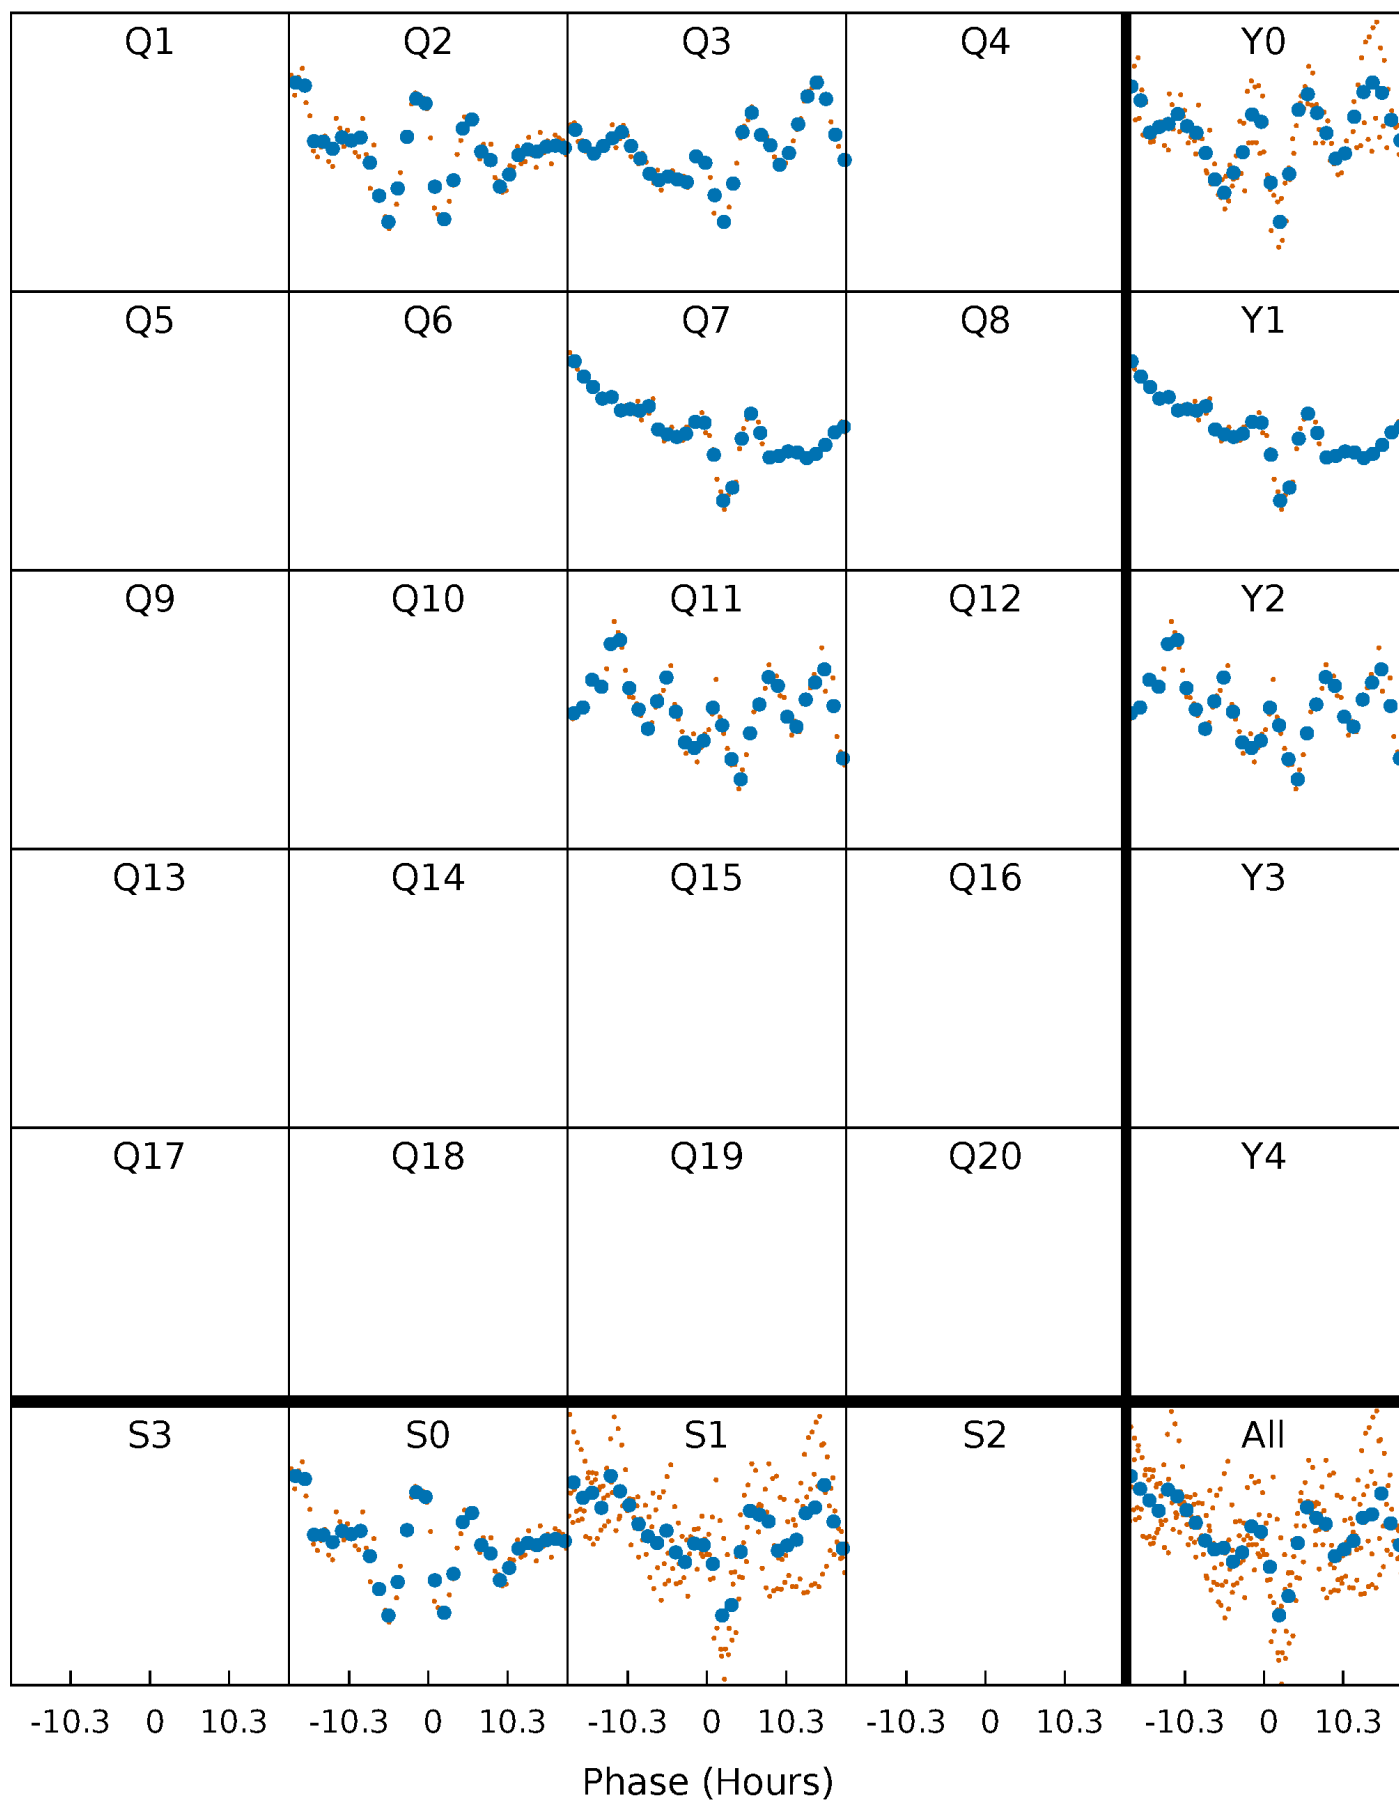 Q1 Q2 Q3 Q4 Y0
Q5 Q6 Q7 Q8 Y1
Q9 Q10 Q11 Q12 Y2
Q13 Q14 Q15 Q16 Y3
Q17 Q18 Q19 Q20 Y4
S3 S0 S1 S2 All
-10.3 0 10.3 -10.3 0 10.3 -10.3 0 10.3 -10.3 0 10.3 -10.3 0 10.3
Phase (Hours)